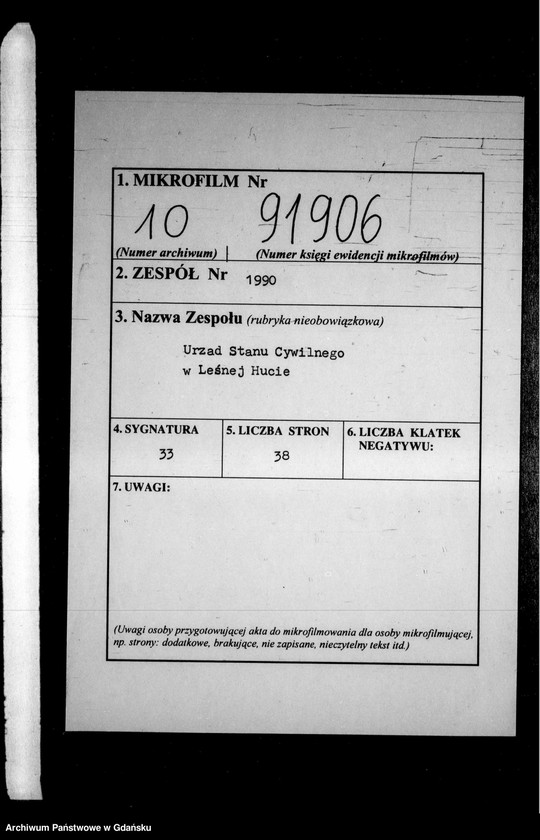 1. MIKROFILM Nr
10 91906
(Numer archiwum) (Numer księgi ewidencji mikrofilmów)
2. ZESPÓŁ Nr 1990
3. Nazwa Zespołu (rubryka nieobowiązkowa)
Urzad Stanu Cywilnego
w Leśnej Hucie
4. SYGNATURA
33
5. LICZBA STRON
38
6. LICZBA KLATEK
NEGATYWU:
7. UWAGI:
(Uwagi osoby przygotowującej akta do mikrofilmowania dla osoby mikrofilmującej,
np. strony: dodatkowe, brakujące, nie zapisane, nieczytelny tekst itd.)
Archiwum Państwowe w Gdańsku